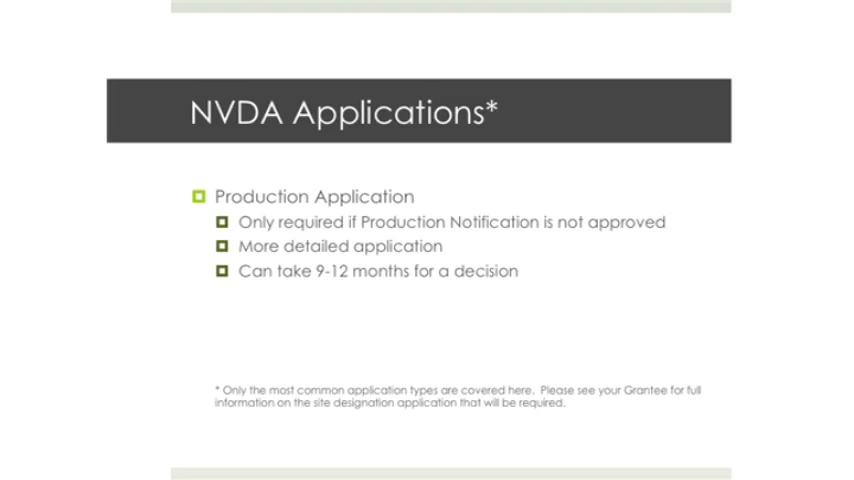 NVDA Applications*
Production Application
Only required if Production Notification is not approved
More detailed application
Can take 9-12 months for a decision
* Only the most common application types are covered here. Please see your Grantee for full
information on the site designation application that will be required.